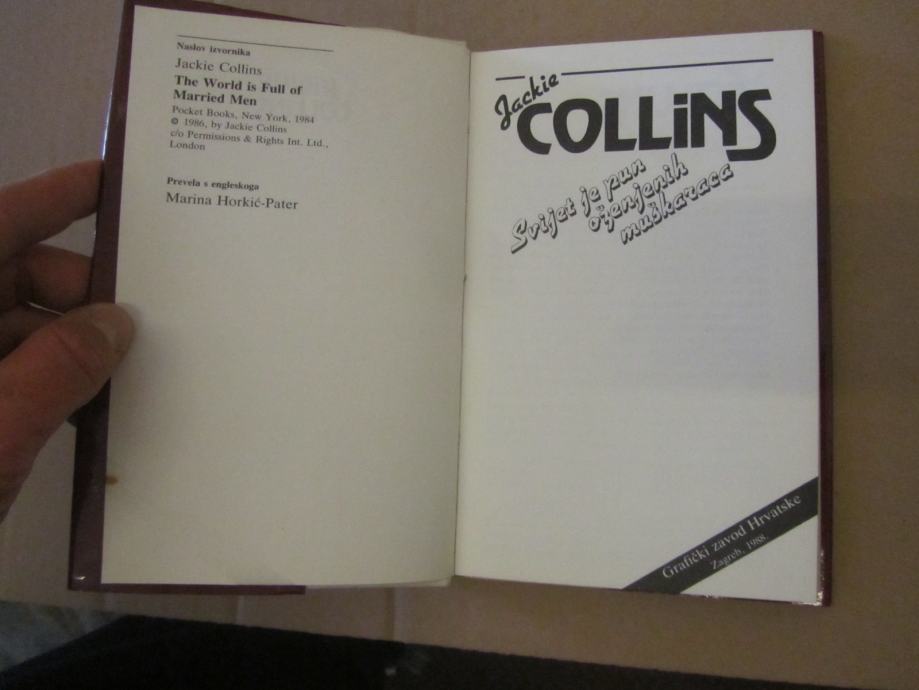 Naslov izvornika
Jackie Collins
The World is Full of
Married Men
Pocket Books, New York, 1984
© 1986, by Jackie Collins
c/o Permissions & Rights Int. Ltd.,
London
Prevela s engleskoga
Marina Horkić-Pater
Jackie
COLLiNS
Svijet je pun
oženjenih
muškaraca
Grafički zavod Hrvatske
Zagreb, 1988.